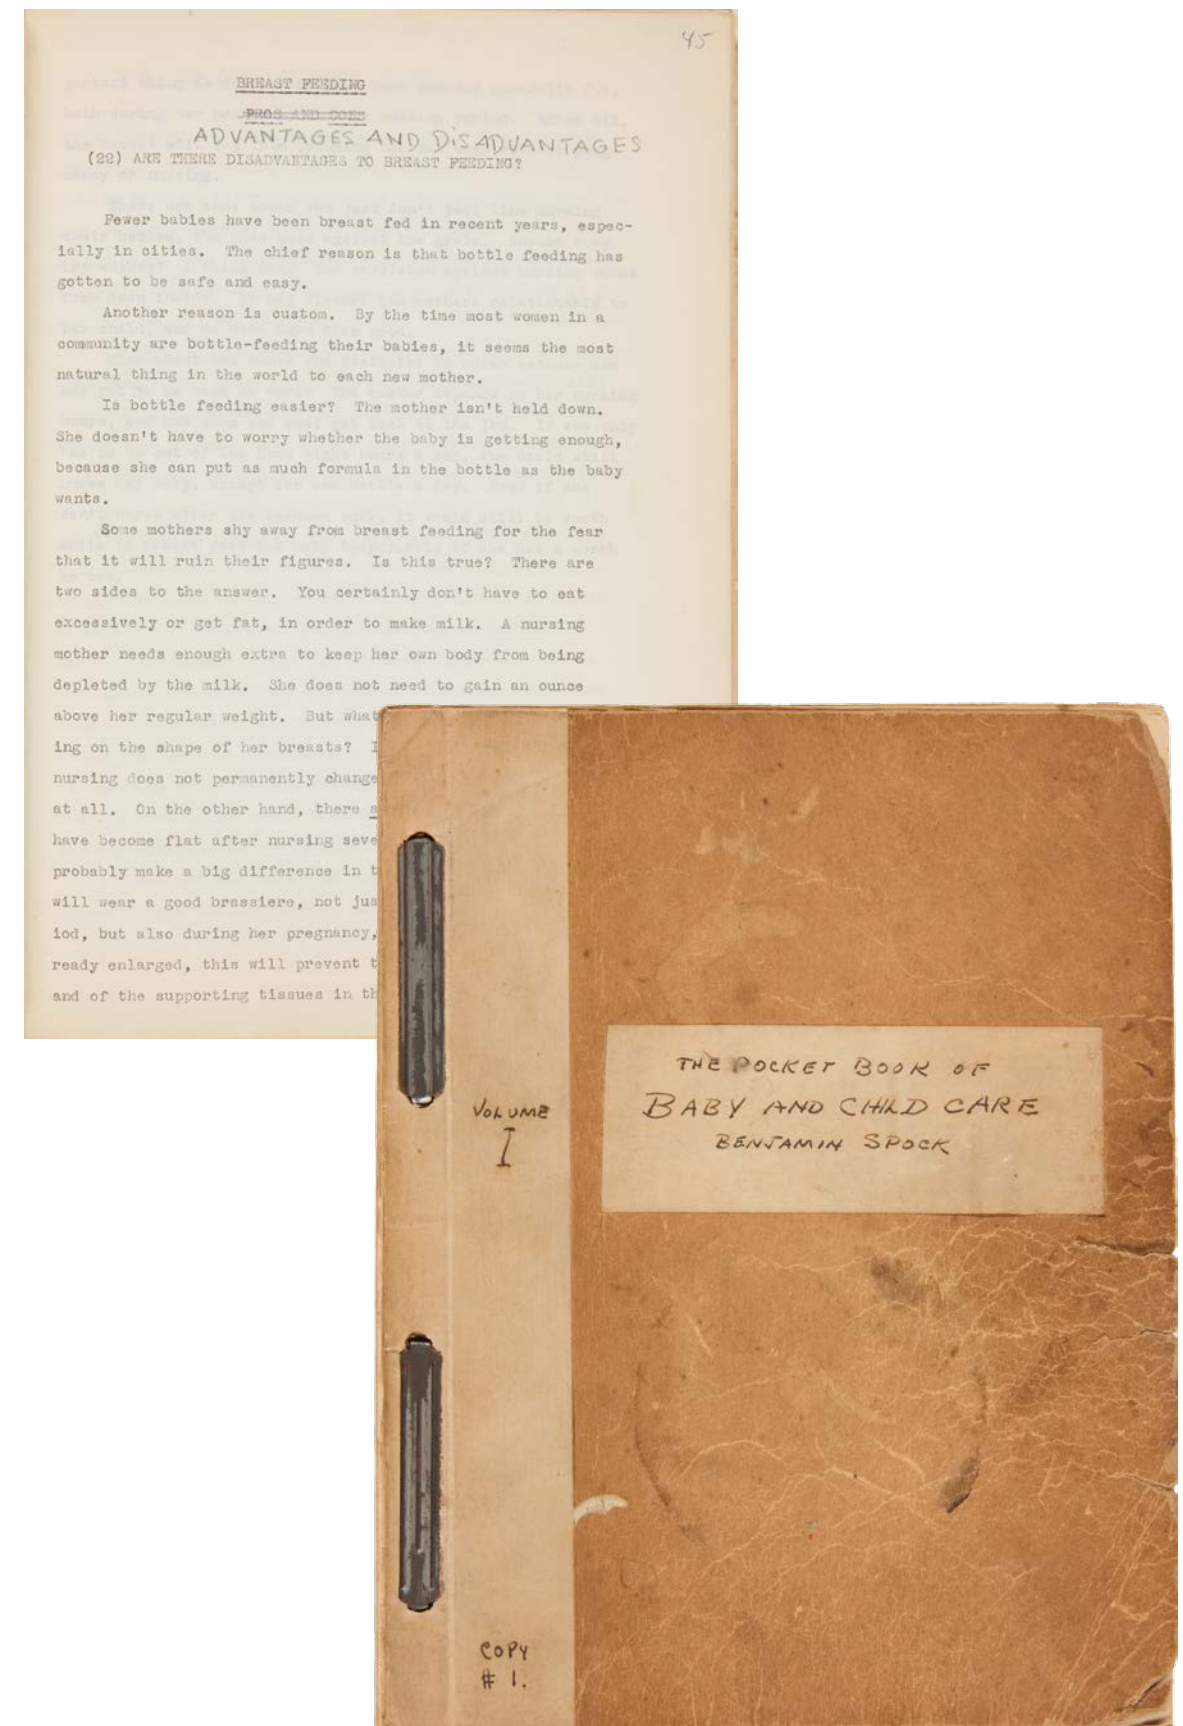 45
BREAST FEEDING
PROS AND CONS
ADVANTAGES AND DISADVANTAGES
(22) ARE THERE DISADVANTAGES TO BREAST FEEDING?
Fewer babies have been breast fed in recent years, espec-
ially in cities. The chief reason is that bottle feeding has
gotten to be safe and easy.
Another reason is custom. By the time most women in a
community are bottle-feeding their babies, it seems the most
natural thing in the world to each new mother.
Is bottle feeding easier? The mother isn't held down.
She doesn't have to worry whether the baby is getting enough,
because she can put as much formula in the bottle as the baby
wants.
Some mothers shy away from breast feeding for the fear
that it will ruin their figures. Is this true? There are
two sides to the answer. You certainly don't have to eat
excessively or get fat, in order to make milk. A nursing
mother needs enough extra to keep her own body from being
depleted by the milk. She does not need to gain an ounce
above her regular weight. But what
ing on the shape of her breasts?
nursing does not permanently change
at all. On the other hand, there
have become flat after nursing seve
probably make a big difference in t
will wear a good brassiere, not jus
iod, but also during her pregnancy,
ready enlarged, this will prevent t
and of the supporting tissues in th
THE POCKET BOOK OF
BABY AND CHILD CARE
BENJAMIN SPOCK
VOLUME
I
COPY
# 1.